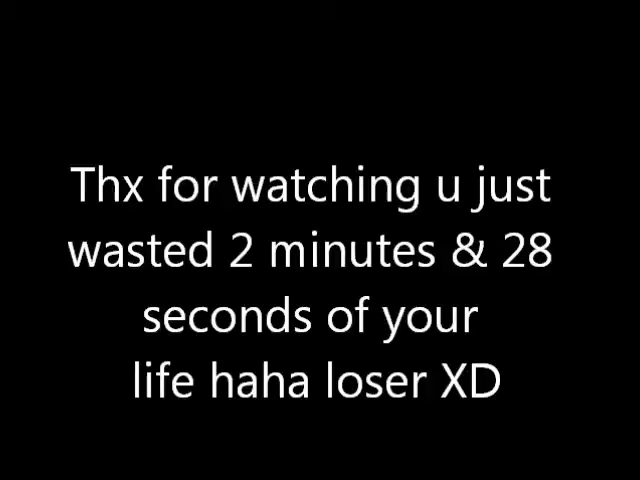 Thx for watching u just
wasted 2 minutes & 28
seconds of your
life haha loser XD